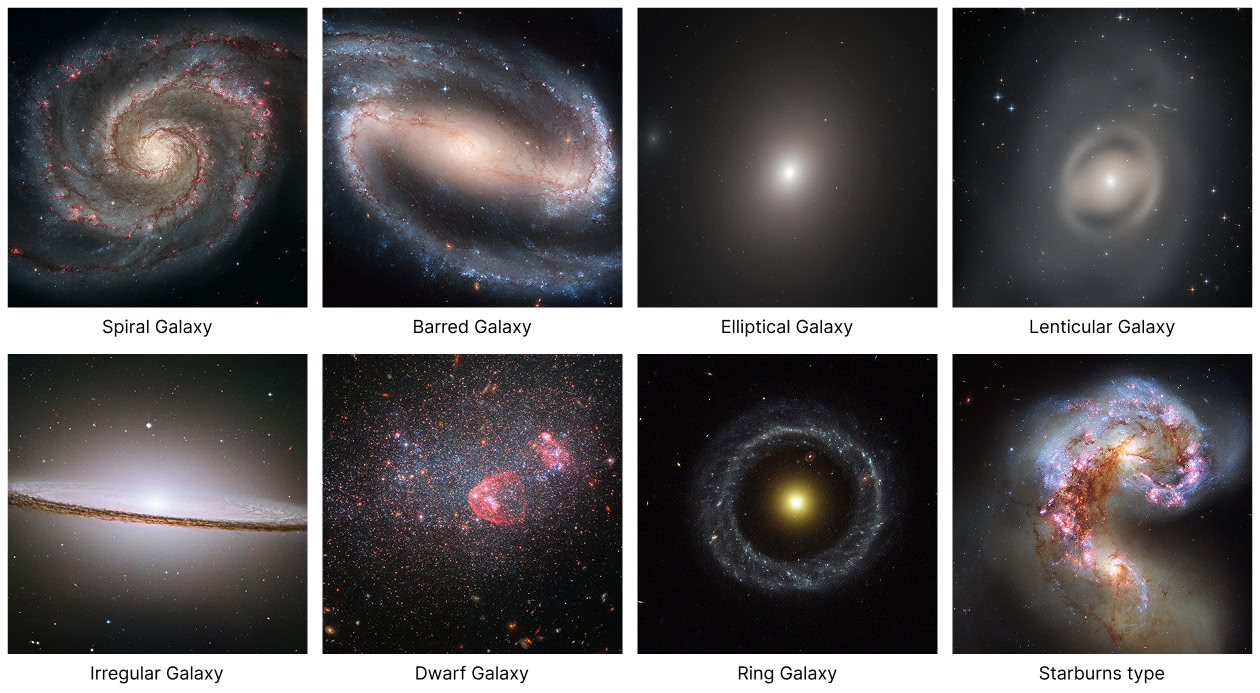 Spiral Galaxy
Barred Galaxy
Elliptical Galaxy
Lenticular Galaxy
Irregular Galaxy
Dwarf Galaxy
Ring Galaxy
Starburns type